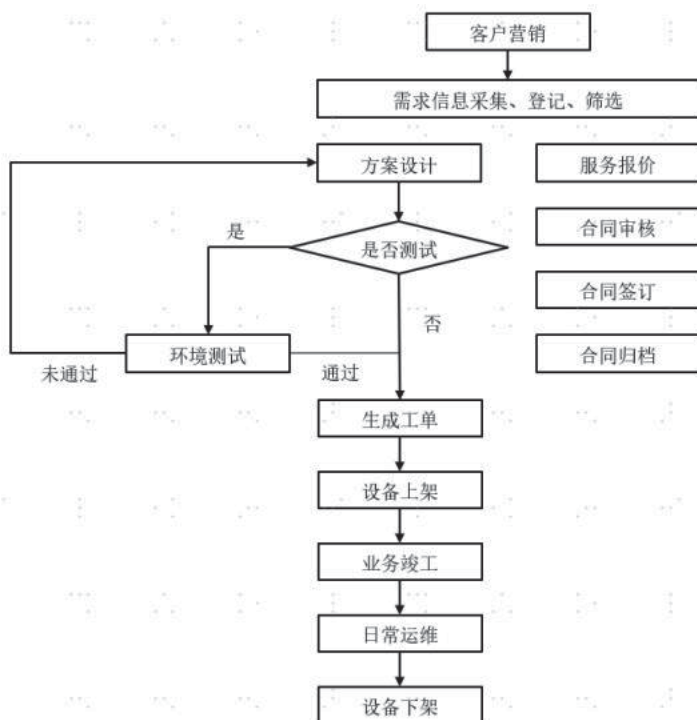 客户营销
需求信息采集、登记、筛选
方案设计
服务报价
是
是否测试
合同审核
合同签订
否
环境测试
未通过
通过
合同归档
生成工单
设备上架
业务竣工
日常运维
设备下架